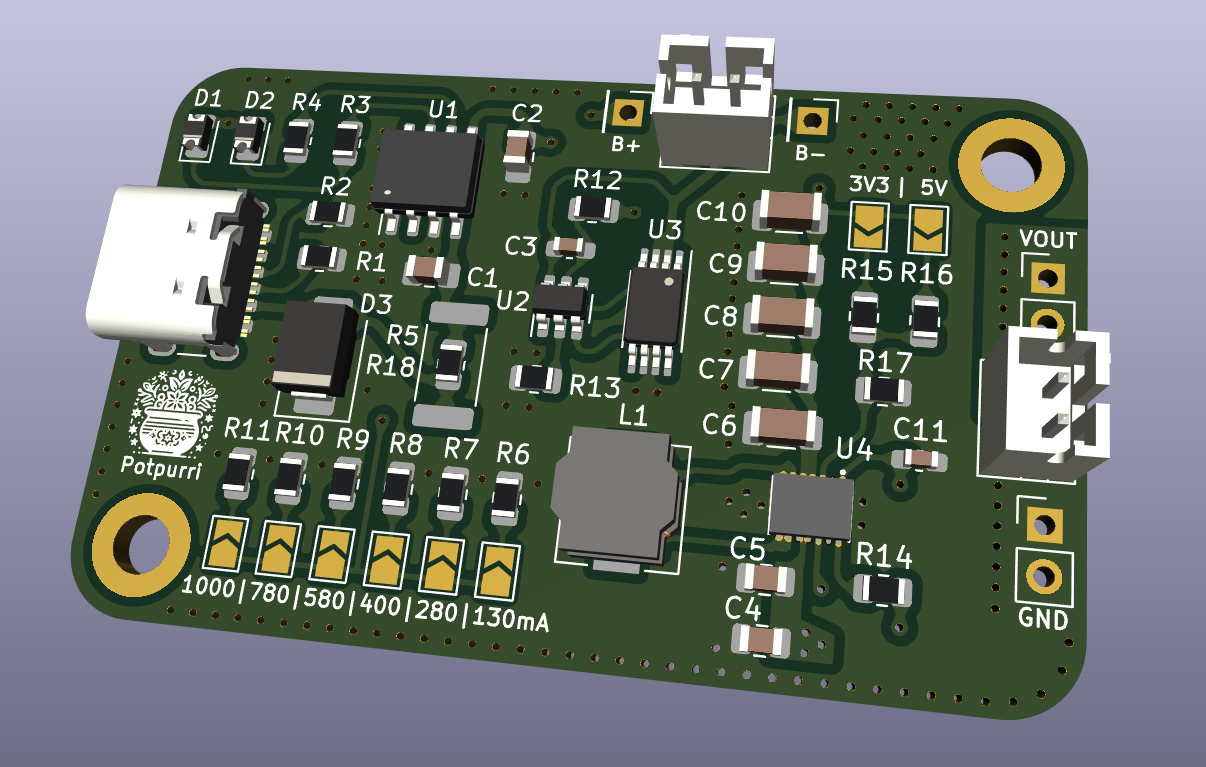 D1 D2 R4 R3 U1 C2
B+ B-
R2 R12 C10 3V3 | 5V
U3 VOUT
R1 C1 C3 C9 R15 R16
D3 U2 C8
R5
R18 R13 C7 R17
L1 C6 U4 C11
R11 R10 R9 R8 R7 R6
Potpurri
1000|780|580|400|280|130mA
C5 R14
C4 GND